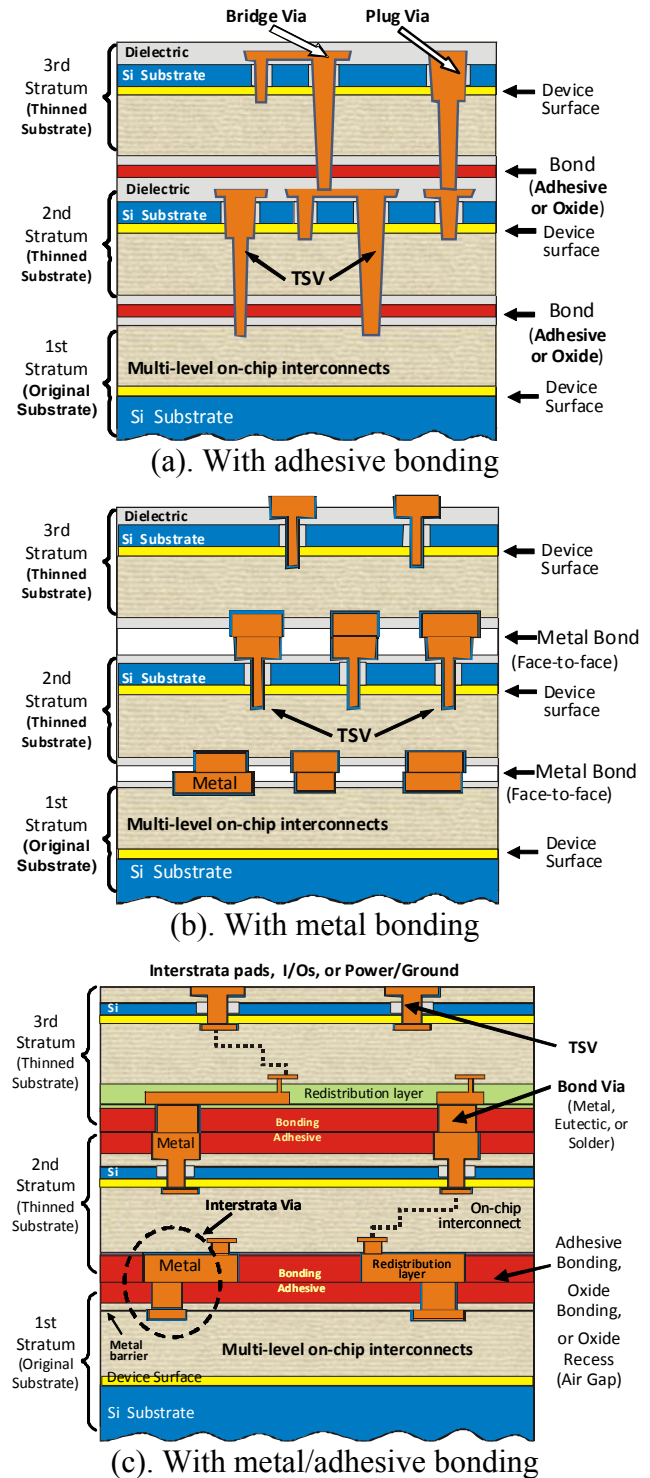 Bridge Via
Plug Via
3rd
Stratum
(Thinned
Substrate)
Dielectric
Si Substrate
Device
Surface
Bond
(Adhesive
or Oxide)
2nd
Stratum
(Thinned
Substrate)
Dielectric
Si Substrate
Device
surface
TSV
Bond
(Adhesive
or Oxide)
1st
Stratum
(Original
Substrate)
Multi-level on-chip interconnects
Device
Surface
Si Substrate
(a). With adhesive bonding
3rd
Stratum
(Thinned
Substrate)
Dielectric
Si Substrate
Device
Surface
Metal Bond
(Face-to-face)
2nd
Stratum
(Thinned
Substrate)
Si Substrate
Device
surface
TSV
Metal
Metal Bond
(Face-to-face)
1st
Stratum
(Original
Substrate)
Multi-level on-chip interconnects
Device
Surface
Si Substrate
(b). With metal bonding
Interstrata pads, I/Os, or Power/Ground
3rd
Stratum
(Thinned
Substrate)
Si
TSV
Redistribution layer
Bond Via
(Metal,
Eutectic, or
Solder)
Bonding
Adhesive
Metal
2nd
Stratum
(Thinned
Substrate)
Si
Interstrata Via
On-chip
interconnect
Metal
Redistribution
layer
Bonding
Adhesive
Adhesive
Bonding,
Oxide
Bonding,
or Oxide
Recess
(Air Gap)
1st
Stratum
(Original
Substrate)
Metal
barrier
Multi-level on-chip interconnects
Device Surface
Si Substrate
(c). With metal/adhesive bonding